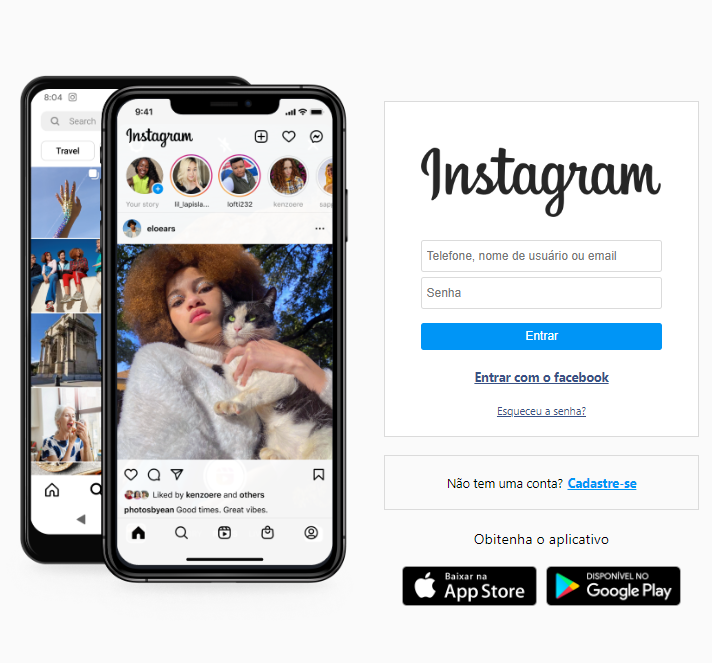 8:04
Search
Travel
9:41
Instagram
Your story
lil_lapisla...
lofti232
kenzoere
sapp
eloears
Liked by kenzoere and others
photosbyean Good times. Great vibes.
Instagram
Telefone, nome de usuário ou email
Senha
Entrar
Entrar com o facebook
Esqueceu a senha?
Não tem uma conta? Cadastre-se
Obitenha o aplicativo
Baixar na
App Store
DISPONÍVEL NO
Google Play